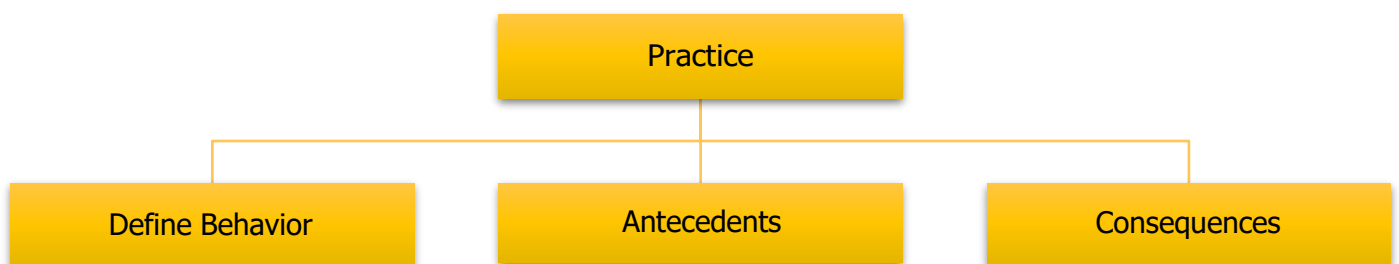 Practice
Define Behavior
Antecedents
Consequences